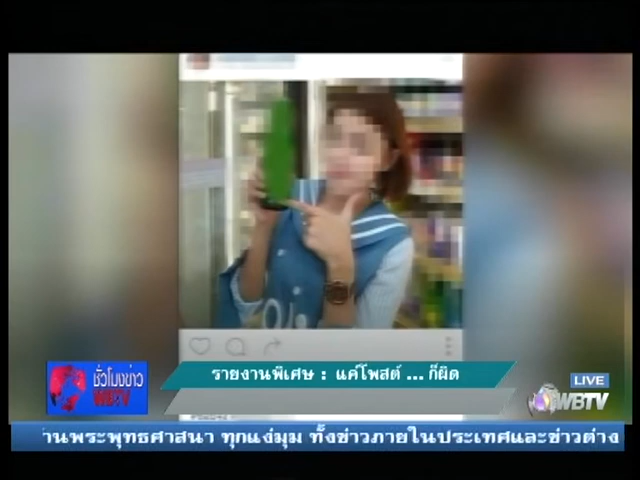 รายงานพิเศษ : แค่โพสต์ ... ก็ผิด
ชั่วโมงข่าว
WBTV
LIVE
WBTV
านพระพุทธศาสนา ทุกแง่มุม ทั้งข่าวภายในประเทศและข่าวต่าง